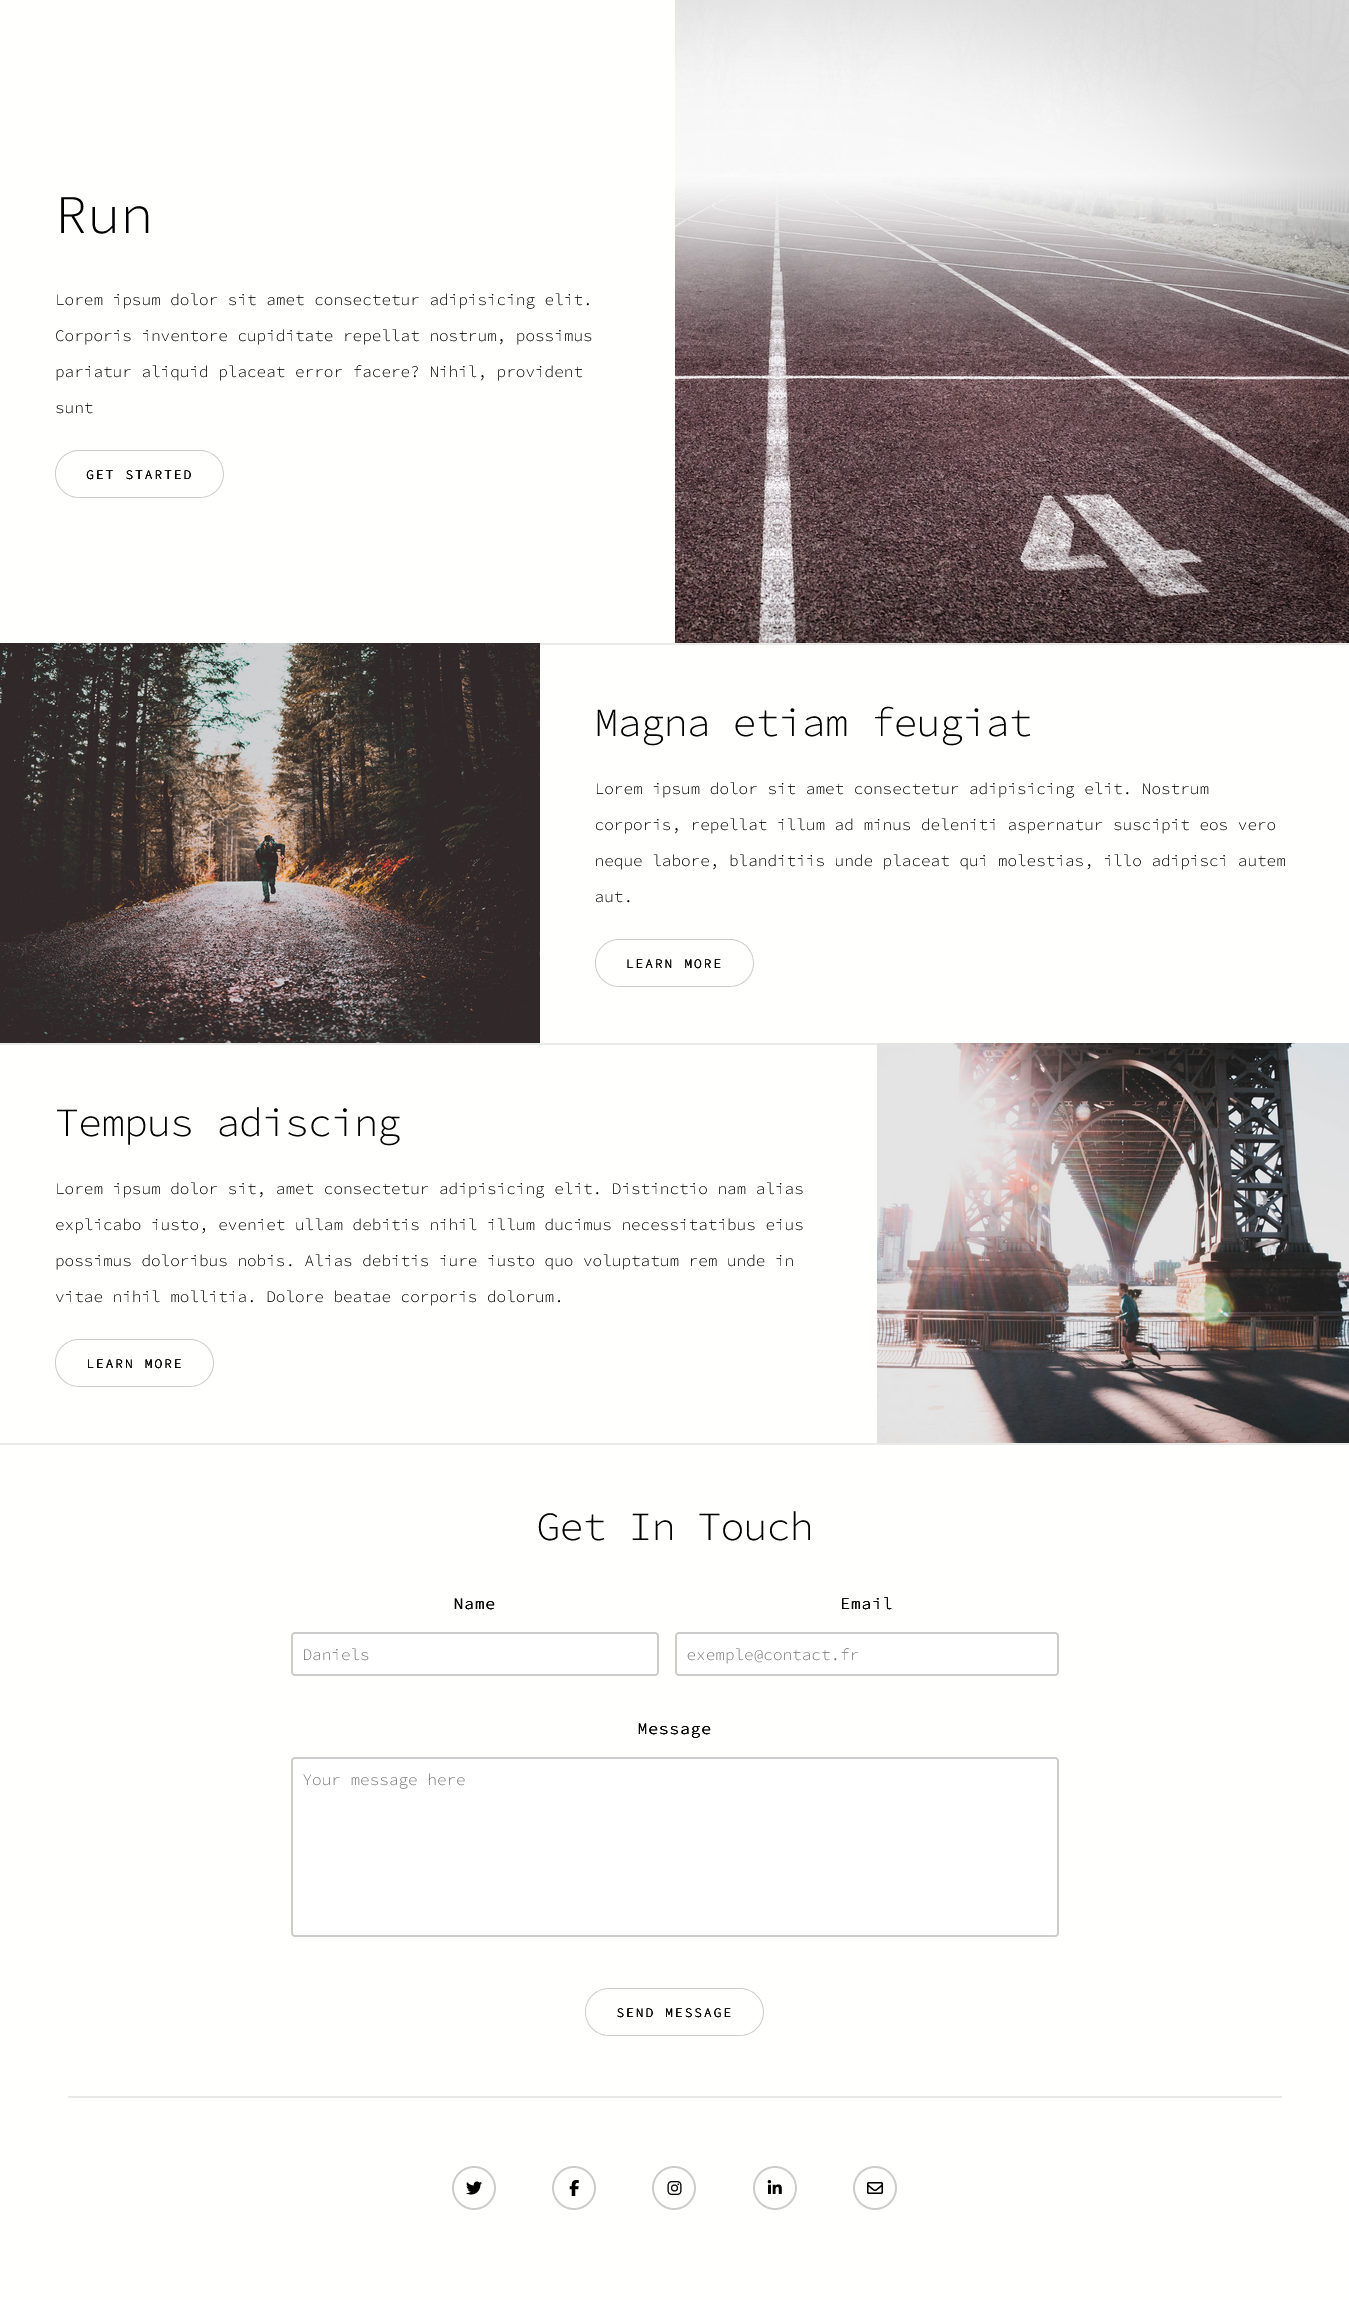 Run
Lorem ipsum dolor sit amet consectetur adipisicing elit.
Corporis inventore cupiditate repellat nostrum, possimus
pariatur aliquid placeat error facere? Nihil, provident
sunt
GET STARTED
4
Magna etiam feugiat
Lorem ipsum dolor sit amet consectetur adipisicing elit. Nostrum
corporis, repellat illum ad minus deleniti aspernatur suscipit eos vero
neque labore, blanditiis unde placeat qui molestias, illo adipisci autem
aut.
LEARN MORE
Tempus adiscing
Lorem ipsum dolor sit, amet consectetur adipisicing elit. Distinctio nam alias
explicabo iusto, eveniet ullam debitis nihil illum ducimus necessitatibus eius
possimus doloribus nobis. Alias debitis iure iusto quo voluptatum rem unde in
vitae nihil mollitia. Dolore beatae corporis dolorum.
LEARN MORE
Get In Touch
Name Email
Daniels exemple@contact.fr
Message
Your message here
SEND MESSAGE